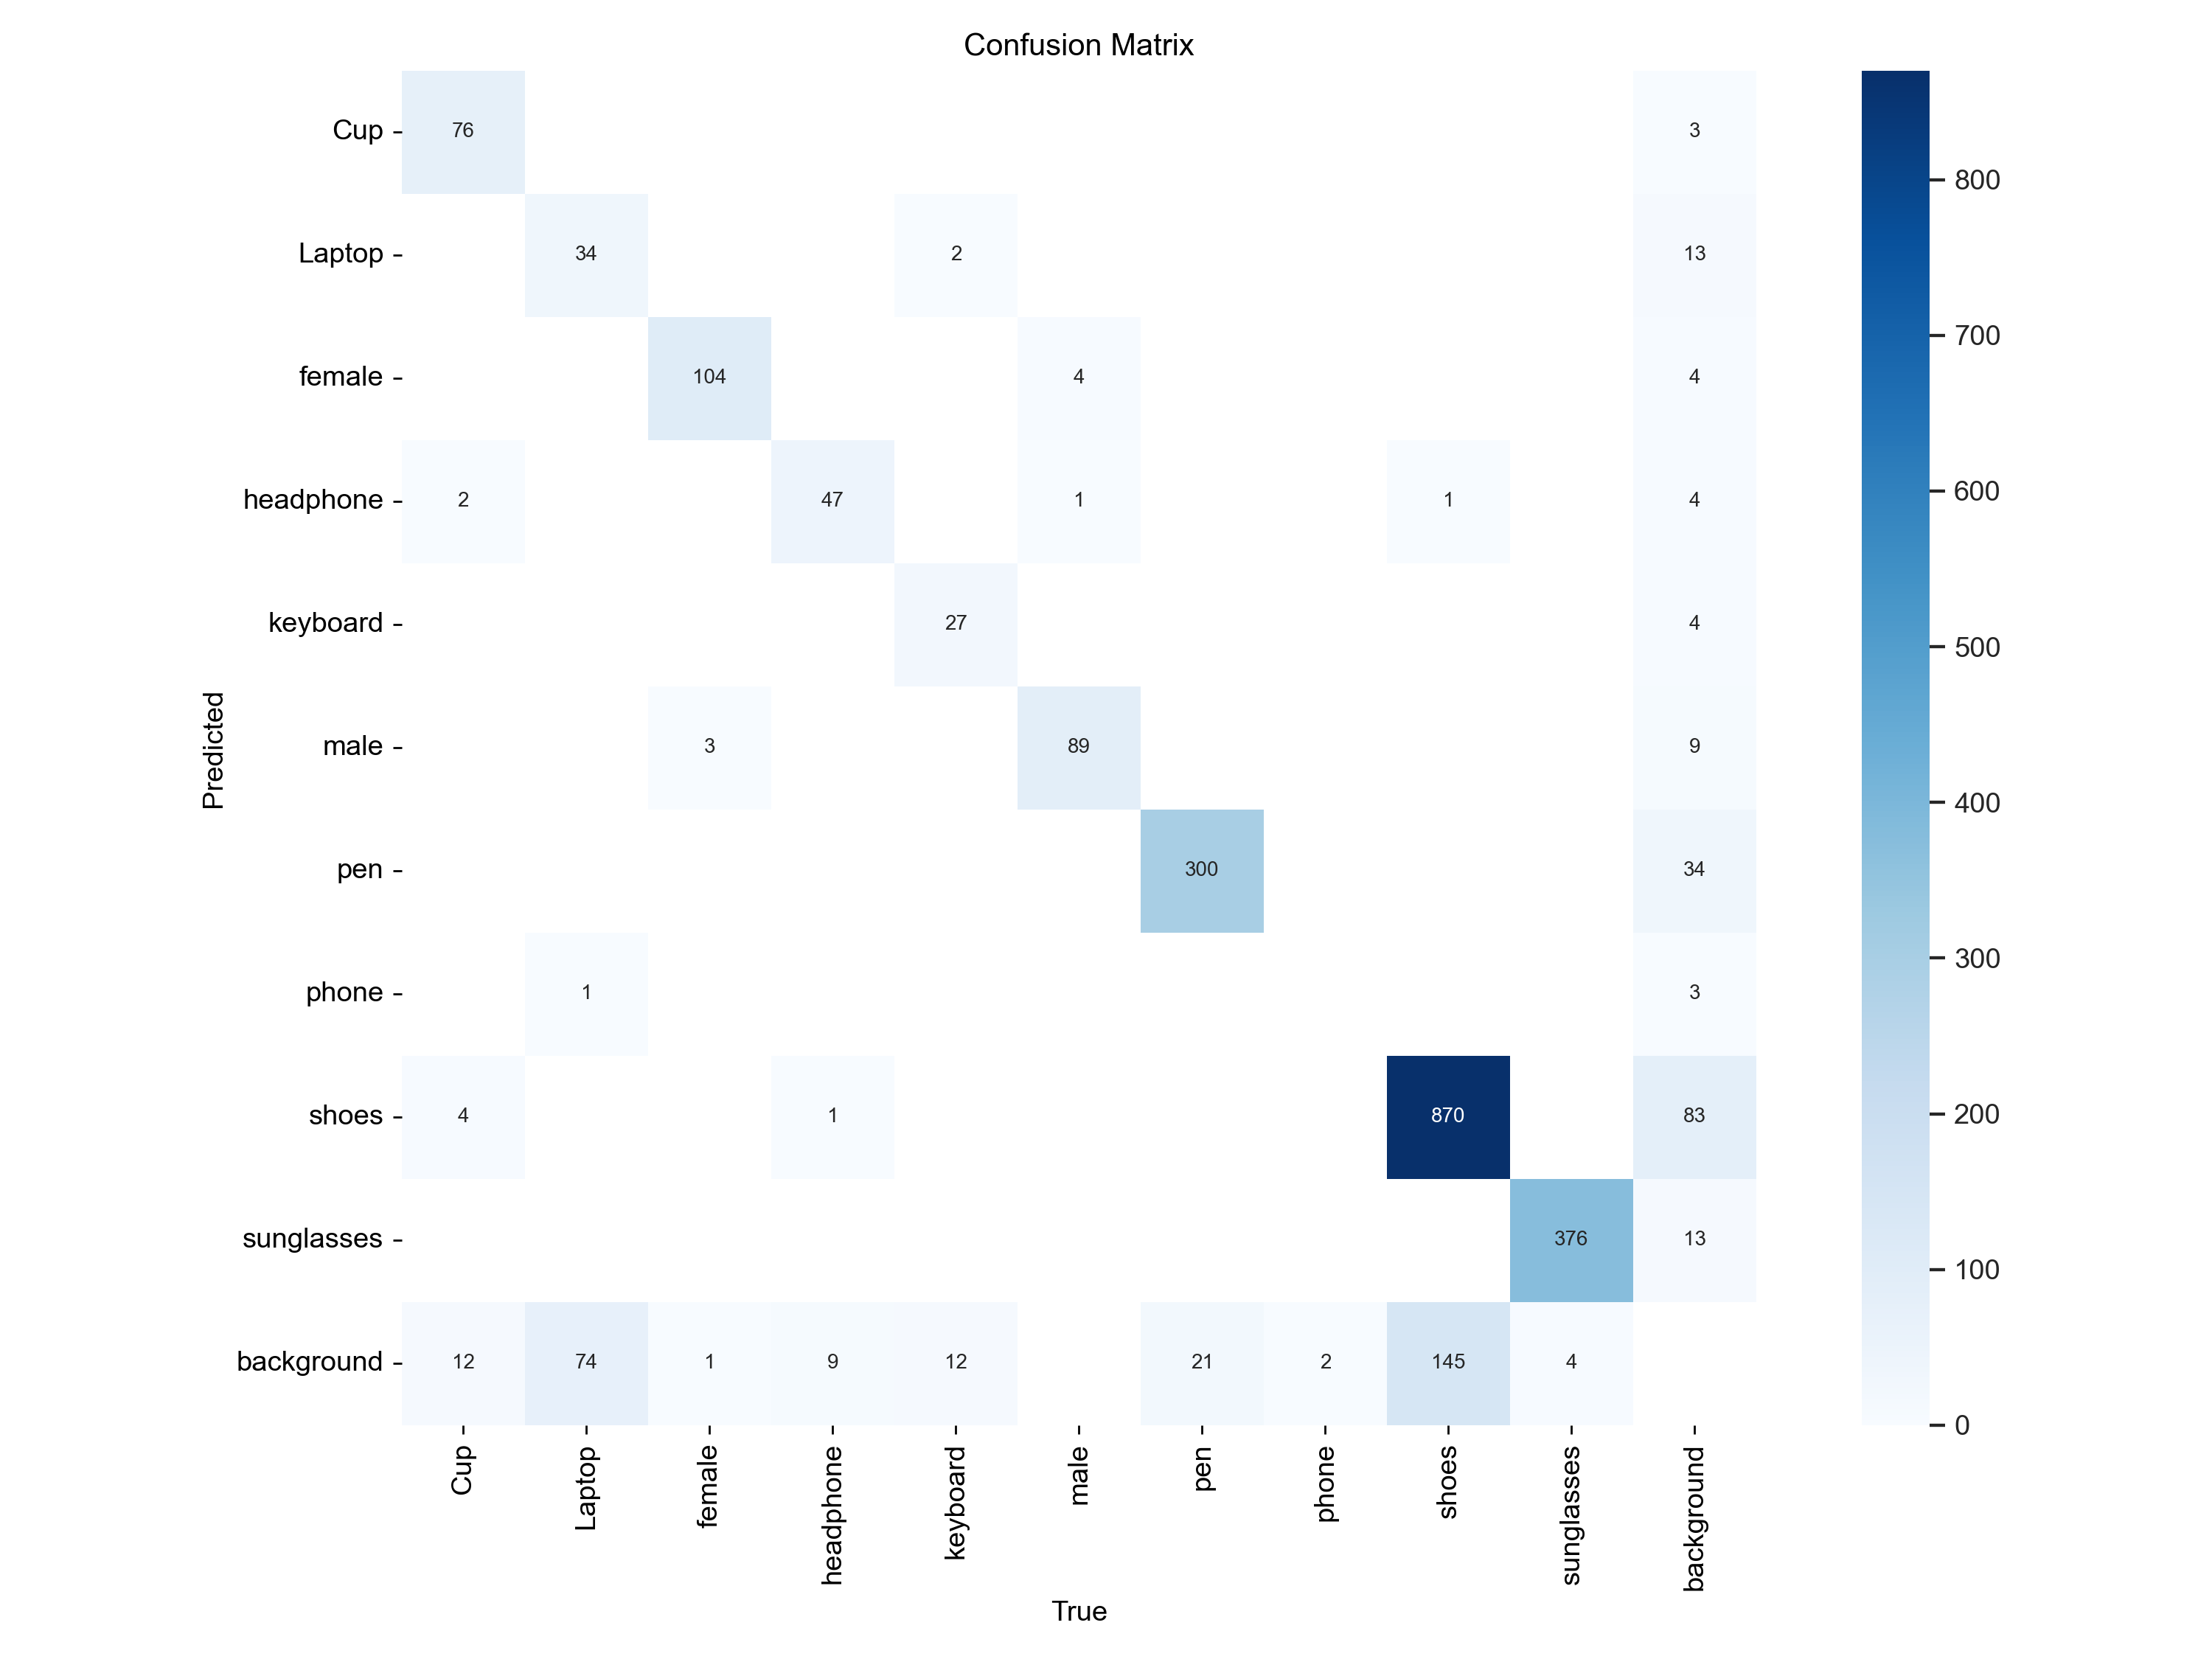 Confusion Matrix
Cup 76 3
Laptop 34 2 13
female 104 4 4
headphone 2 47 1 1 4
keyboard 27 4
male 3 89 9
pen 300 34
phone 1 3
shoes 4 1 870 83
sunglasses 376 13
background 12 74 1 9 12 21 2 145 4
Predicted
Cup
Laptop
female
headphone
keyboard
male
pen
phone
shoes
sunglasses
background
True
800
700
600
500
400
300
200
100
0